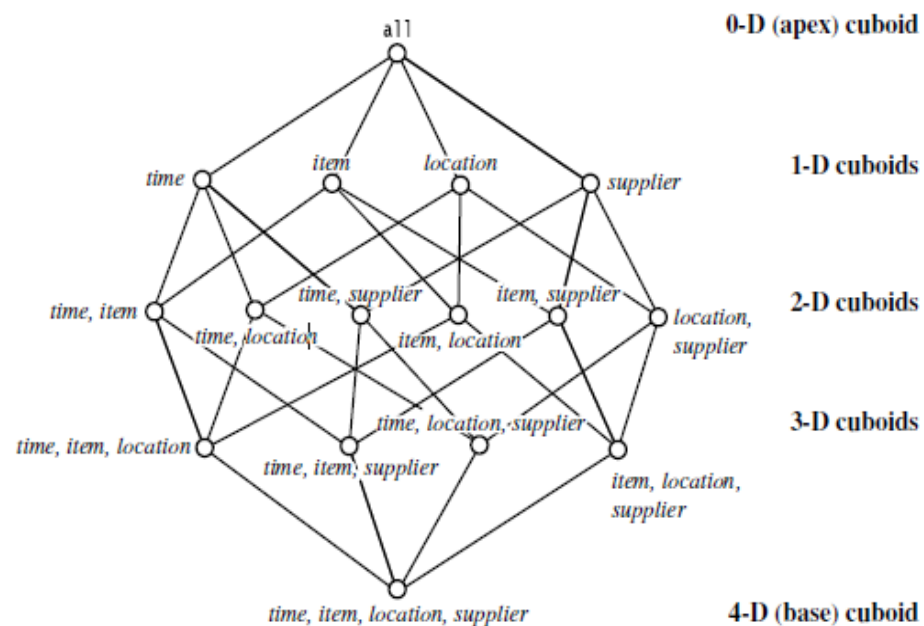 0-D (apex) cuboid
all
1-D cuboids
time
item
location
supplier
2-D cuboids
time, item
time, location
time, supplier
item, location
item, supplier
location,
supplier
3-D cuboids
time, item, location
time, item, supplier
time, location, supplier
item, location,
supplier
time, item, location, supplier
4-D (base) cuboid